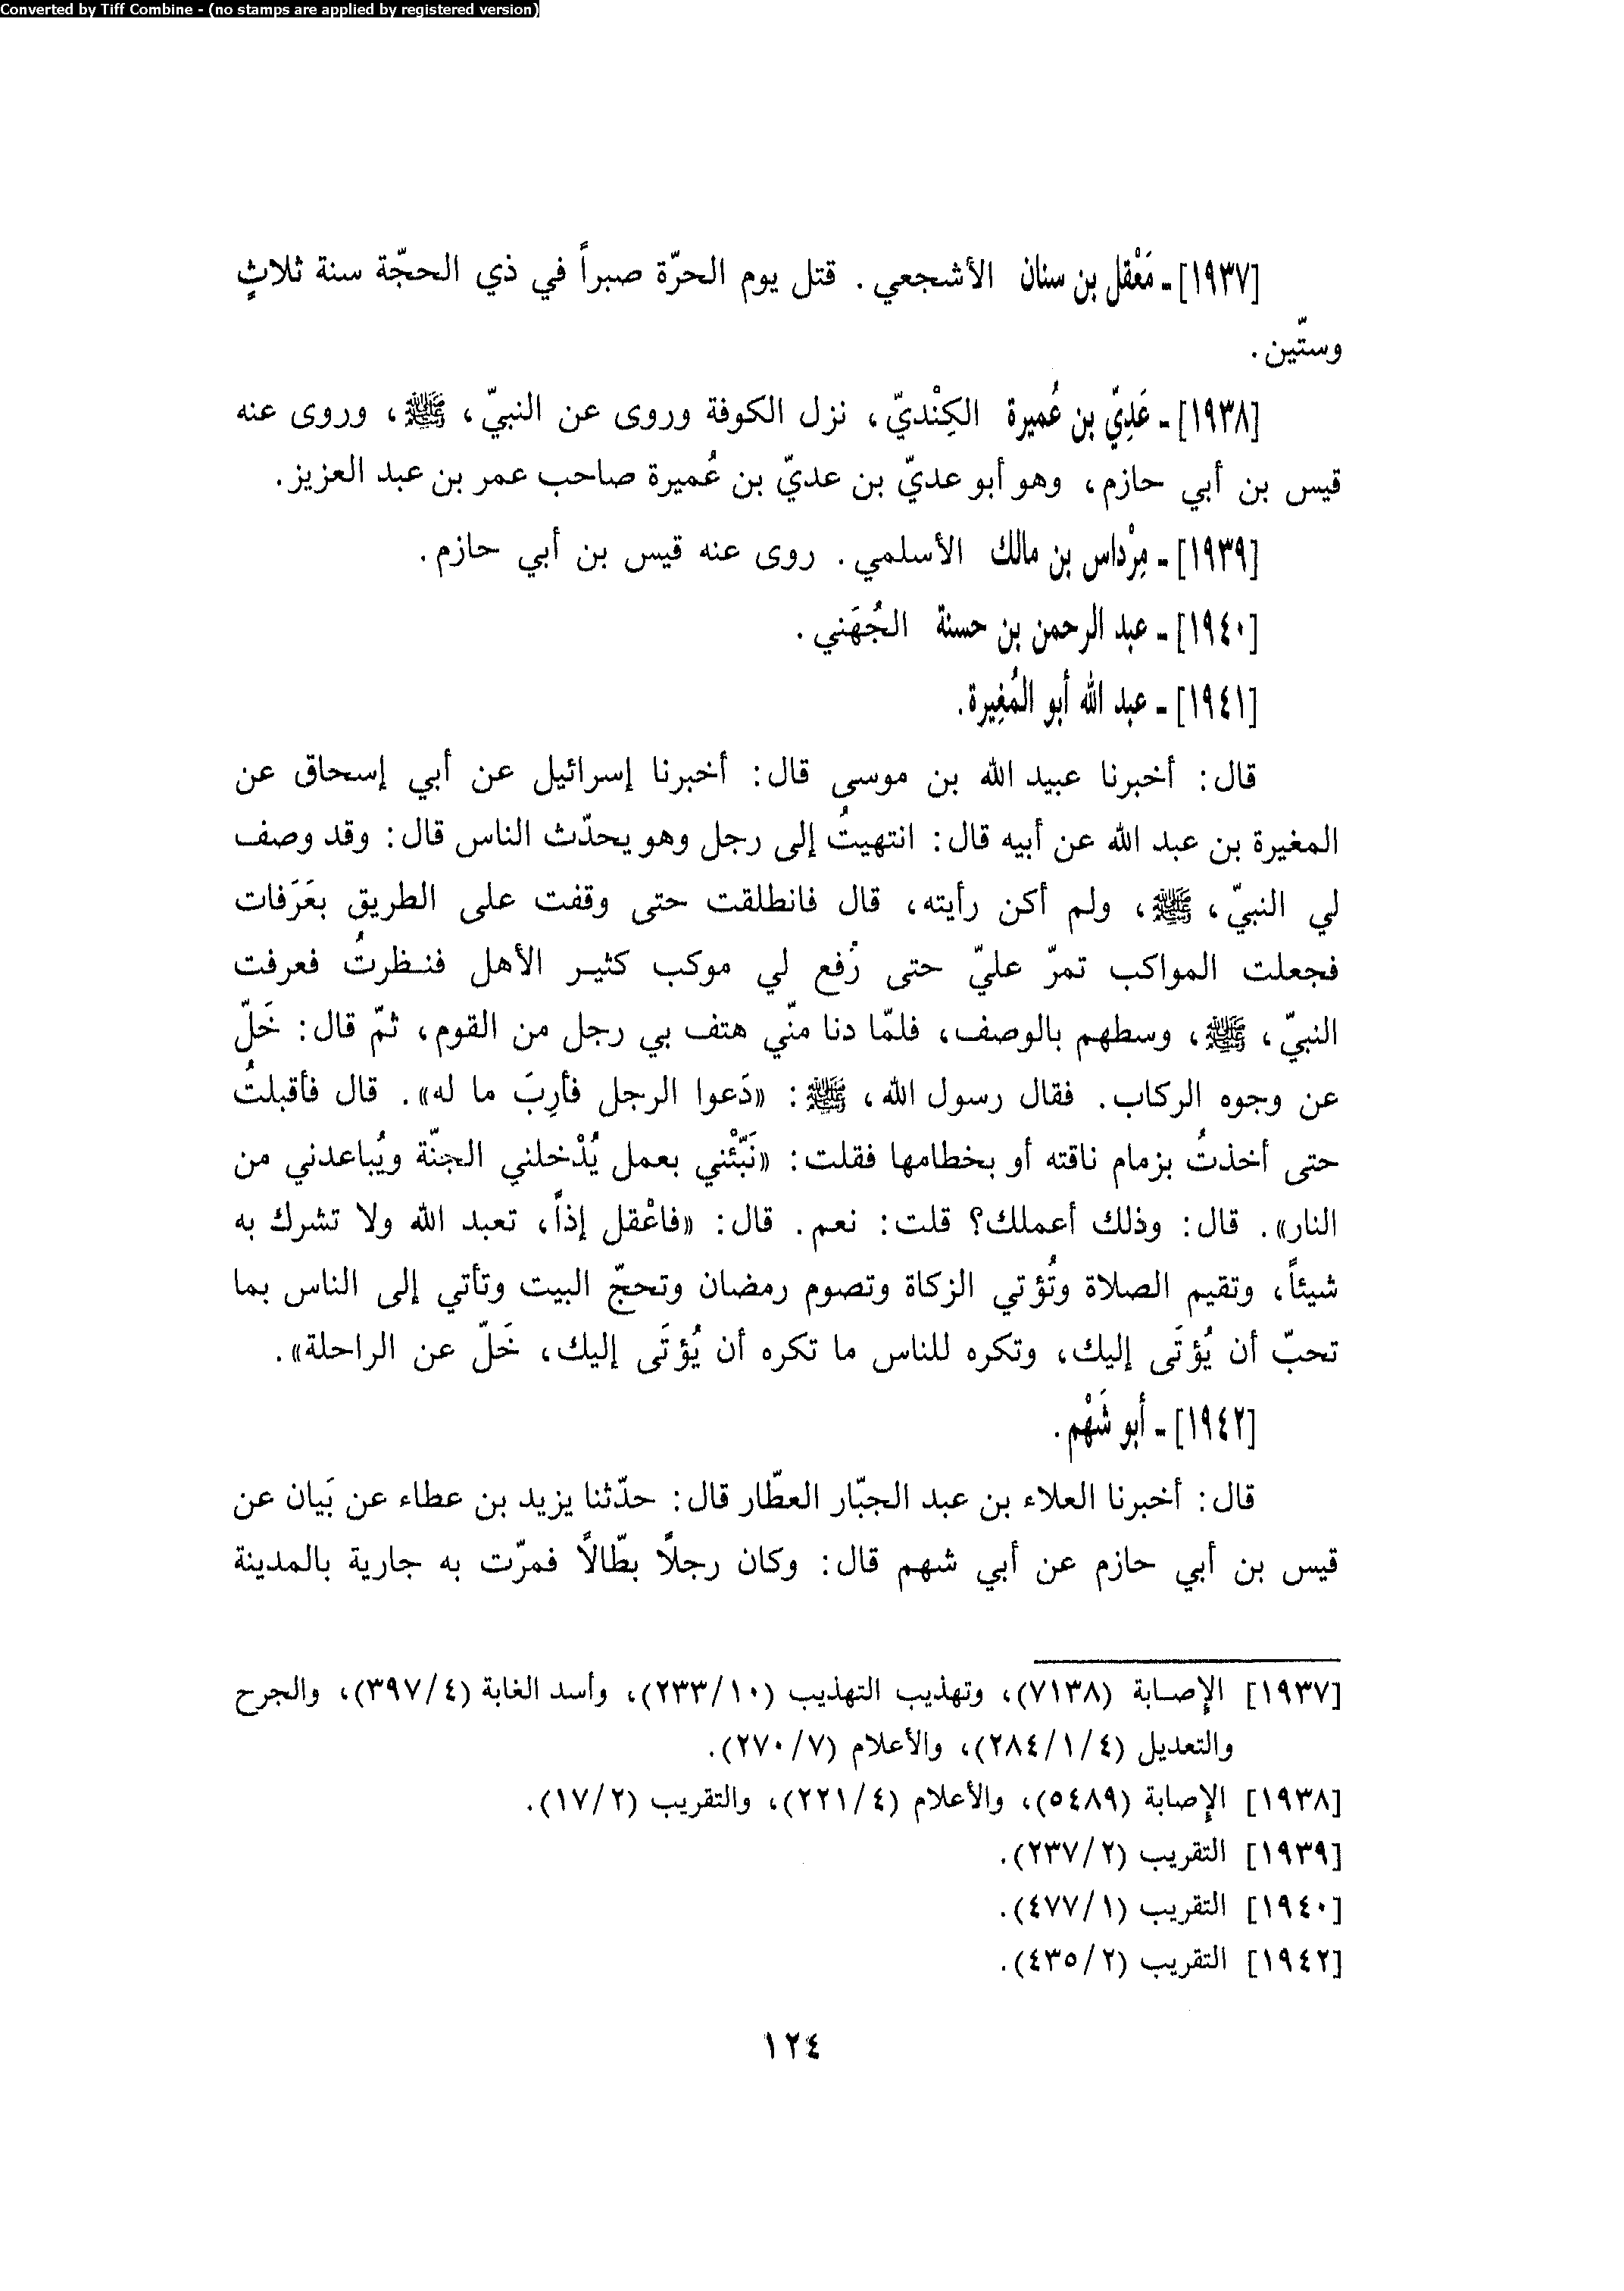 Converted by Tiff Combine - (no stamps are applied by registered version)
[١٩٣٧] - مَعْقل بن سنان الأشجعي. قتل يوم الحرّة صبراً في ذي الحجّة سنة ثلاثٍ
وستّين.
[١٩٣٨] - عَدِيّ بن عُميرة الكِنْديّ، نزل الكوفة وروى عن النبيّ، ﷺ، وروى عنه
قيس بن أبي حازم، وهو أبو عديّ بن عديّ بن عُميرة صاحب عمر بن عبد العزيز.
[١٩٣٩] - مِرْداس بن مالك الأسلمي. روى عنه قيس بن أبي حازم.
[١٩٤٠] - عبد الرحمن بن حسنة الجُهَني.
[١٩٤١] - عبد الله أبو المُغِيرة.
قال: أخبرنا عبيد الله بن موسى قال: أخبرنا إسرائيل عن أبي إسحاق عن
المغيرة بن عبد الله عن أبيه قال: انتهيتُ إلى رجل وهو يحدّث الناس قال: وقد وصف
لي النبيّ، ﷺ، ولم أكن رأيته، قال فانطلقت حتى وقفت على الطريق بعَرَفات
فجعلت المواكب تمرّ عليّ حتى رُفع لي موكب كثير الأهل فنظرتُ فعرفت
النبيّ، ﷺ، وسطهم بالوصف، فلمّا دنا منّي هتف بي رجل من القوم، ثمّ قال: خَلّ
عن وجوه الركاب. فقال رسول الله، ﷺ: «دَعوا الرجل فأرِبَ ما له». قال فأقبلتُ
حتى أخذتُ بزمام ناقته أو بخطامها فقلت: «نَبّئْني بعمل يُدْخلني الجنّة ويُباعدني من
النار». قال: وذلك أعملك؟ قلت: نعم. قال: «فاعْقل إذاً، تعبد الله ولا تشرك به
شيئاً، وتقيم الصلاة وتُؤتي الزكاة وتصوم رمضان وتحجّ البيت وتأتي إلى الناس بما
تحبّ أن يُؤتَى إليك، وتكره للناس ما تكره أن يُؤتَى إليك، خَلّ عن الراحلة».
[١٩٤٢] - أبو شَهْم.
قال: أخبرنا العلاء بن عبد الجبّار العطّار قال: حدّثنا يزيد بن عطاء عن بَيان عن
قيس بن أبي حازم عن أبي شهم قال: وكان رجلاً بطّالاً فمرّت به جارية بالمدينة
[١٩٣٧] الإصابة (٧١٣٨)، وتهذيب التهذيب (١٠/٢٣٣)، وأسد الغابة (٤/٣٩٧)، والجرح
والتعديل (٤/١/٢٨٤)، والأعلام (٧/٢٧٠).
[١٩٣٨] الإصابة (٥٤٨٩)، والأعلام (٤/٢٢١)، والتقريب (٢/١٧).
[١٩٣٩] التقريب (٢/٢٣٧).
[١٩٤٠] التقريب (١/٤٧٧).
[١٩٤٢] التقريب (٢/٤٣٥).
١٢٤